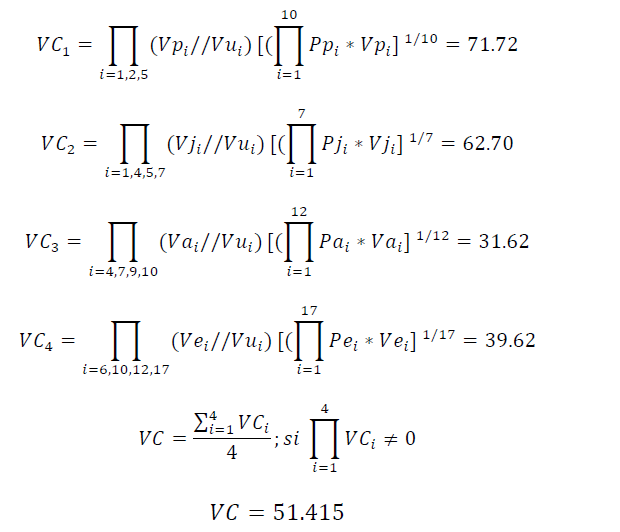 VC₁ = ∏_{i=1,2,5} (Vpᵢ//Vuᵢ) [(∏_{i=1}^{10} Ppᵢ * Vpᵢ] ^{1/10} = 71.72
VC₂ = ∏_{i=1,4,5,7} (Vjᵢ//Vuᵢ) [(∏_{i=1}^{7} Pjᵢ * Vjᵢ] ^{1/7} = 62.70
VC₃ = ∏_{i=4,7,9,10} (Vaᵢ//Vuᵢ) [(∏_{i=1}^{12} Paᵢ * Vaᵢ] ^{1/12} = 31.62
VC₄ = ∏_{i=6,10,12,17} (Veᵢ//Vuᵢ) [(∏_{i=1}^{17} Peᵢ * Veᵢ] ^{1/17} = 39.62
VC = \frac{∑_{i=1}^{4} VCᵢ}{4} ; si ∏_{i=1}^{4} VCᵢ ≠ 0
VC = 51.415